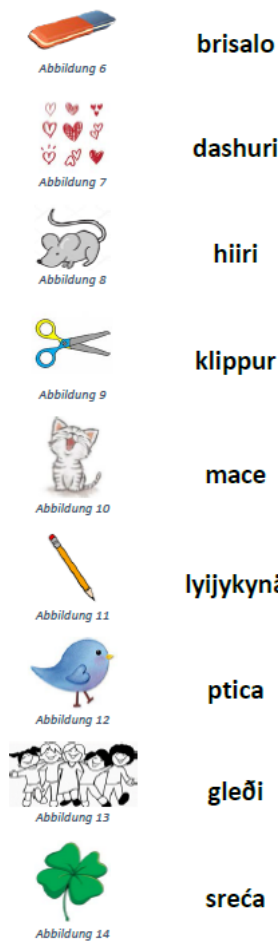 brisalo
Abbildung 6
dashuri
Abbildung 7
hiiri
Abbildung 8
klippur
Abbildung 9
mace
Abbildung 10
Abbildung 11
ptica
Abbildung 12
gleði
Abbildung 13
sreća
Abbildung 14